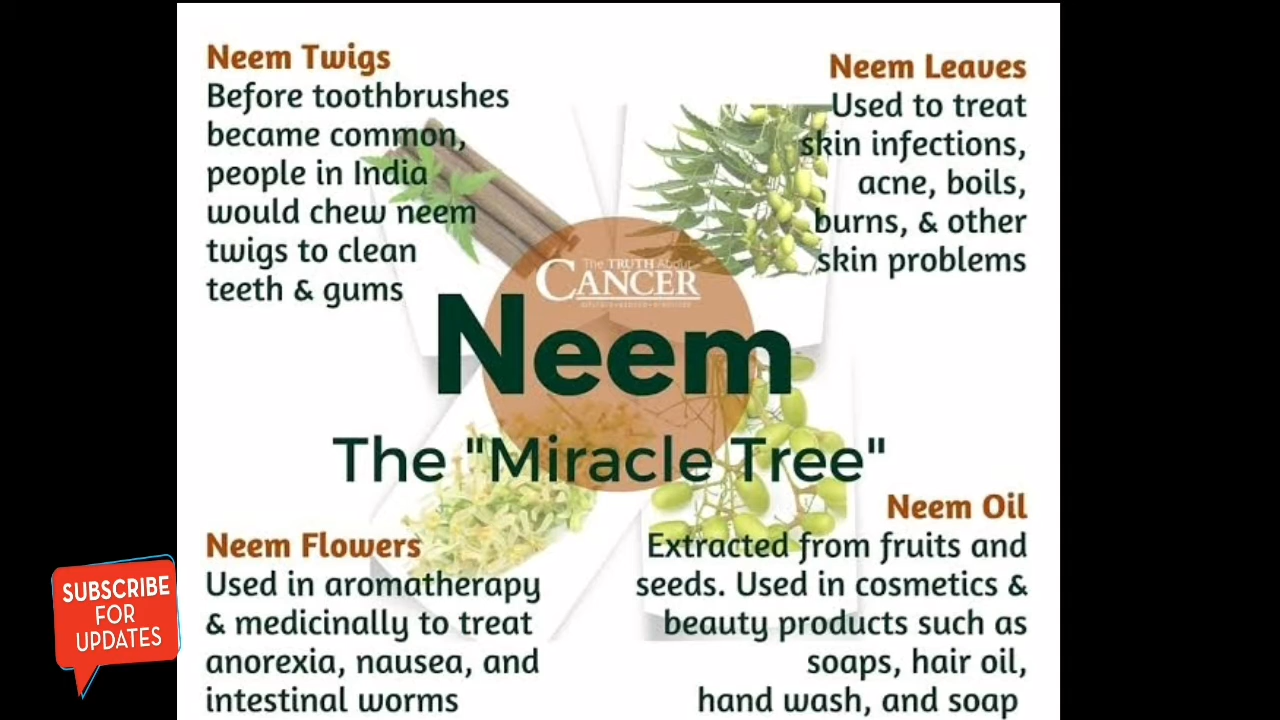 Neem Twigs
Before toothbrushes
became common,
people in India
would chew neem
twigs to clean
teeth & gums
Neem Leaves
Used to treat
skin infections,
acne, boils,
burns, & other
skin problems
The TRUTH About
CANCER
Neem
The "Miracle Tree"
Neem Flowers
Used in aromatherapy
& medicinally to treat
anorexia, nausea, and
intestinal worms
Neem Oil
Extracted from fruits and
seeds. Used in cosmetics &
beauty products such as
soaps, hair oil,
hand wash, and soap
SUBSCRIBE
FOR
UPDATES